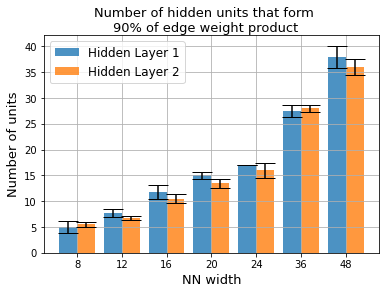 Number of hidden units that form
90% of edge weight product
Hidden Layer 1
Hidden Layer 2
Number of units
40
35
30
25
20
15
10
5
0
8 12 16 20 24 36 48
NN width